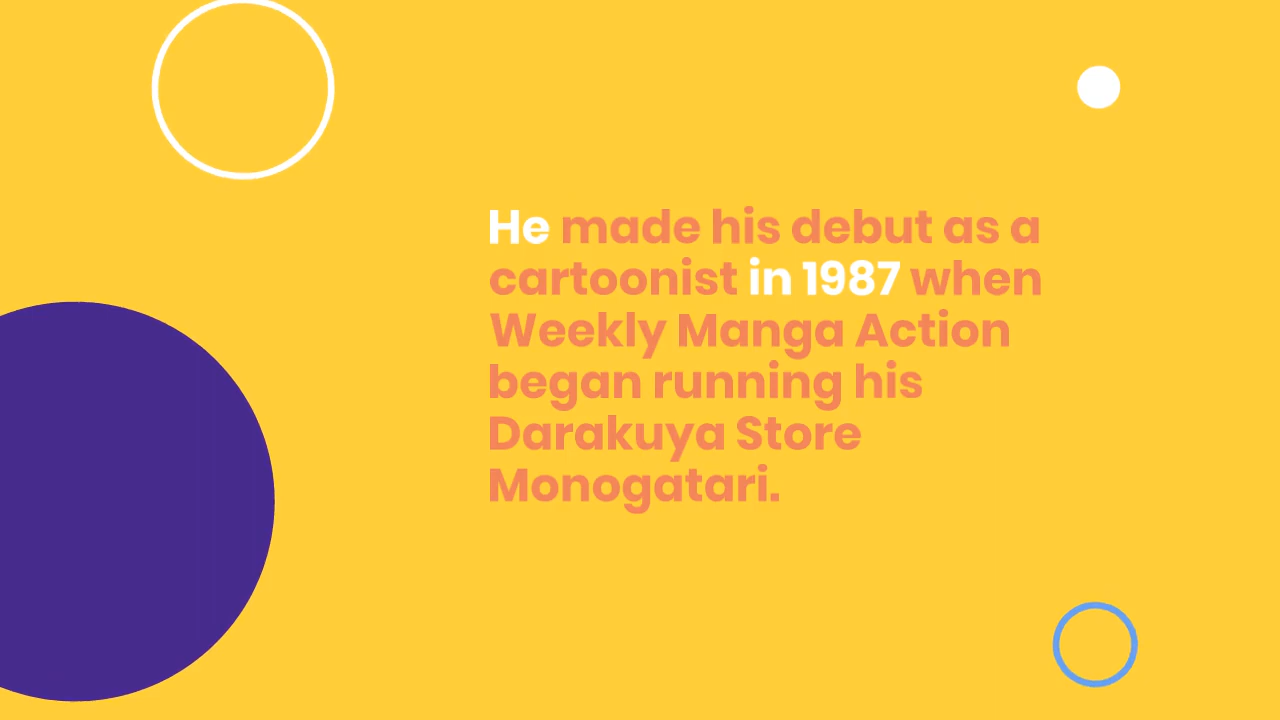 He made his debut as a
cartoonist in 1987 when
Weekly Manga Action
began running his
Darakuya Store
Monogatari.